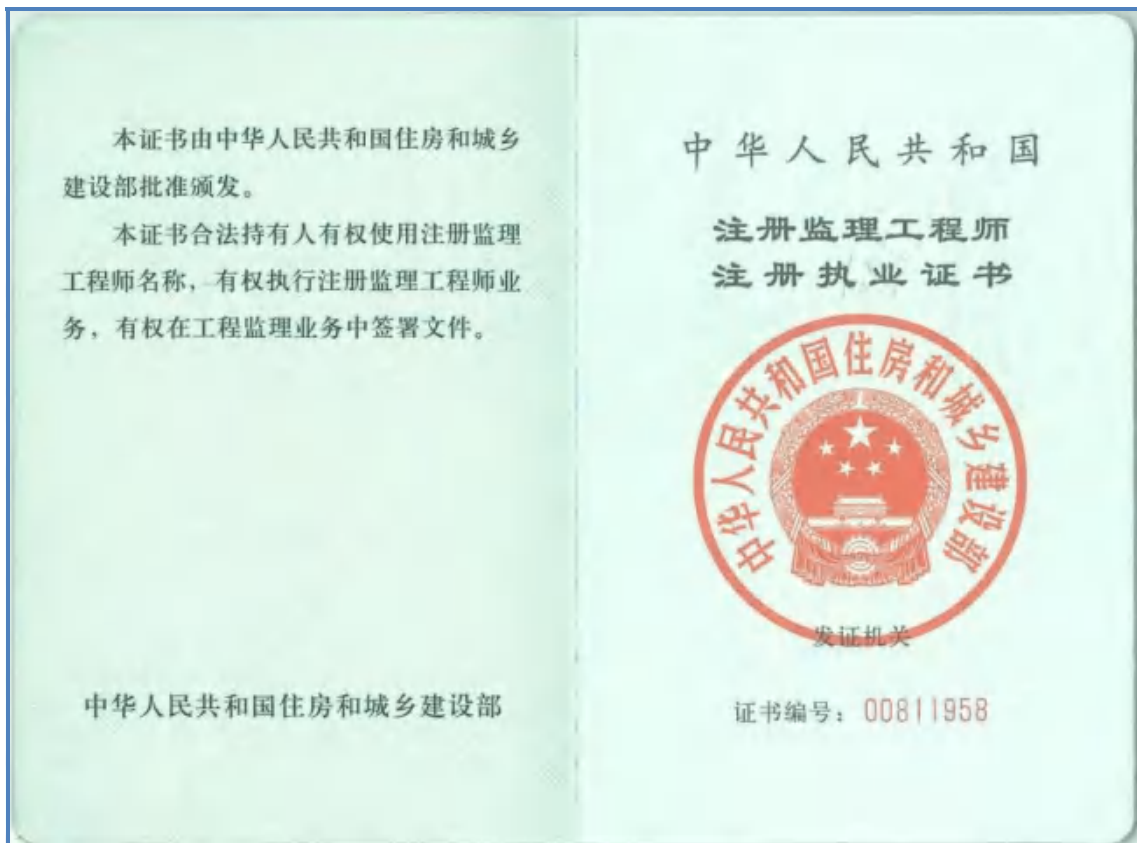 本证书由中华人民共和国住房和城乡
建设部批准颁发。
本证书合法持有人有权使用注册监理
工程师名称，有权执行注册监理工程师业
务，有权在工程监理业务中签署文件。
中华人民共和国住房和城乡建设部
中华人民共和国
注册监理工程师
注册执业证书
中华人民共和国住房和城乡建设部
发证机关
证书编号：00811958